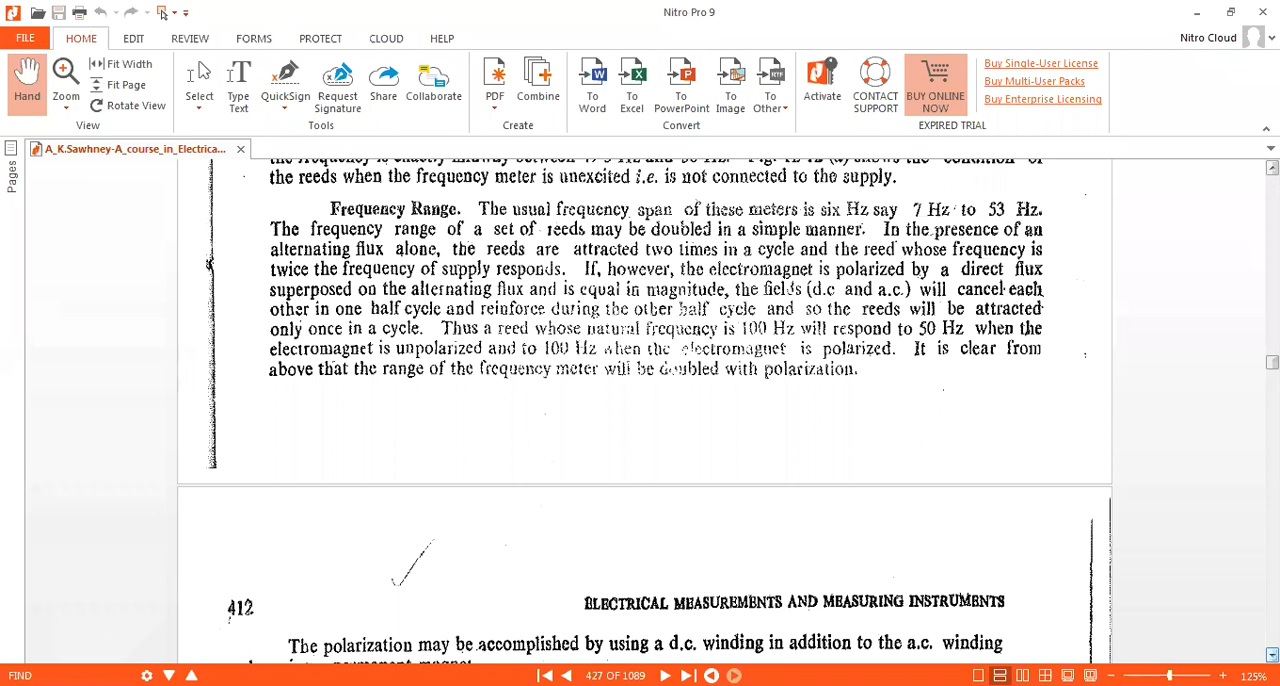 Nitro Pro 9
FILE
HOME
EDIT
REVIEW
FORMS
PROTECT
CLOUD
HELP
Nitro Cloud
Hand
Zoom
Fit Width
Fit Page
Rotate View
View
Select
Type
Text
QuickSign
Request
Signature
Share
Collaborate
Tools
PDF
Combine
Create
To
Word
To
Excel
To
PowerPoint
To
Image
To
Other
Convert
Activate
CONTACT
SUPPORT
BUY ONLINE
NOW
Buy Single-User License
Buy Multi-User Packs
Buy Enterprise Licensing
EXPIRED TRIAL
Pages
A_K.Sawhney-A_course_in_Electrica...
the frequency is exactly midway between
the reeds when the frequency meter is unexcited i.e. is not connected to the supply.
Frequency Range. The usual frequency span of these meters is six Hz say 7 Hz to 53 Hz.
The frequency range of a set of reeds may be doubled in a simple manner. In the presence of an
alternating flux alone, the reeds are attracted two times in a cycle and the reed whose frequency is
twice the frequency of supply responds. If, however, the electromagnet is polarized by a direct flux
superposed on the alternating flux and is equal in magnitude, the fields (d.c and a.c.) will cancel each
other in one half cycle and reinforce during the other half cycle and so the reeds will be attracted
only once in a cycle. Thus a reed whose natural frequency is 100 Hz will respond to 50 Hz when the
electromagnet is unpolarized and to 100 Hz when the electromagnet is polarized. It is clear from
above that the range of the frequency meter will be doubled with polarization.
412
ELECTRICAL MEASUREMENTS AND MEASURING INSTRUMENTS
The polarization may be accomplished by using a d.c. winding in addition to the a.c. winding
FIND
427 OF 1089
125%